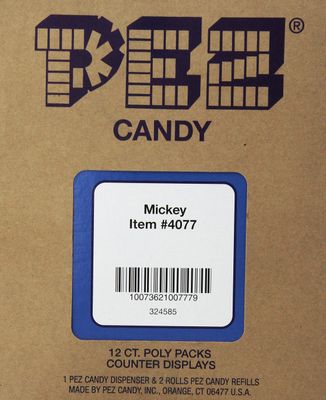 PEZ®
CANDY
Mickey
Item #4077
10073621007779
324585
12 CT. POLY PACKS
COUNTER DISPLAYS
1 PEZ CANDY DISPENSER & 2 ROLLS PEZ CANDY REFILLS
MADE BY PEZ CANDY, INC., ORANGE, CT 06477 U.S.A.